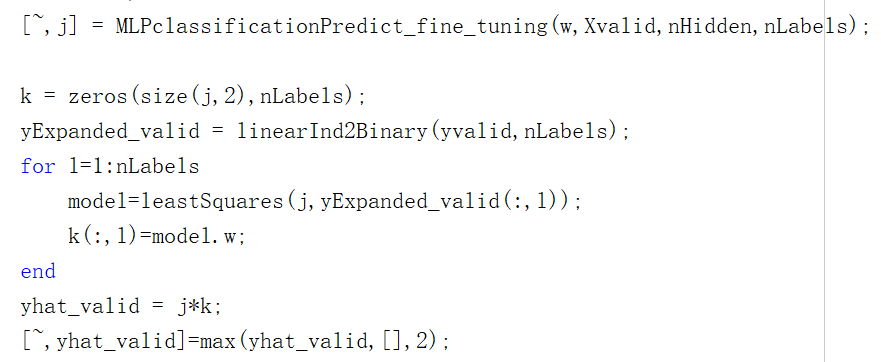 [~,j] = MLPclassificationPredict_fine_tuning(w,Xvalid,nHidden,nLabels);
k = zeros(size(j,2),nLabels);
yExpanded_valid = linearInd2Binary(yvalid,nLabels);
for l=1:nLabels
    model=leastSquares(j,yExpanded_valid(:,l));
    k(:,l)=model.w;
end
yhat_valid = j*k;
[~,yhat_valid]=max(yhat_valid,[],2);